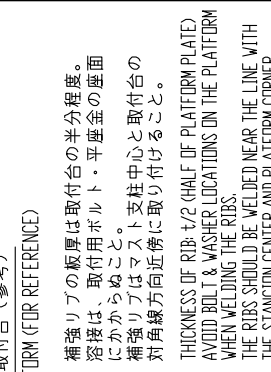 取付台(参考)
FORM (FOR REFERENCE)
補強リブの板厚は取付台の半分程度。
溶接は、取付用ボルト・平座金の座面
にかからぬこと。
補強リブはマスト支柱中心と取付台の
対角線方向近傍に取り付けること。
THICKNESS OF RIB: t/2 (HALF OF PLATFORM PLATE)
AVOID BOLT & WASHER LOCATIONS ON THE PLATFORM
WHEN WELDING THE RIBS.
THE RIBS SHOULD BE WELDED NEAR THE LINE WITH
THE STANCION CENTER AND PLATFORM CORNER